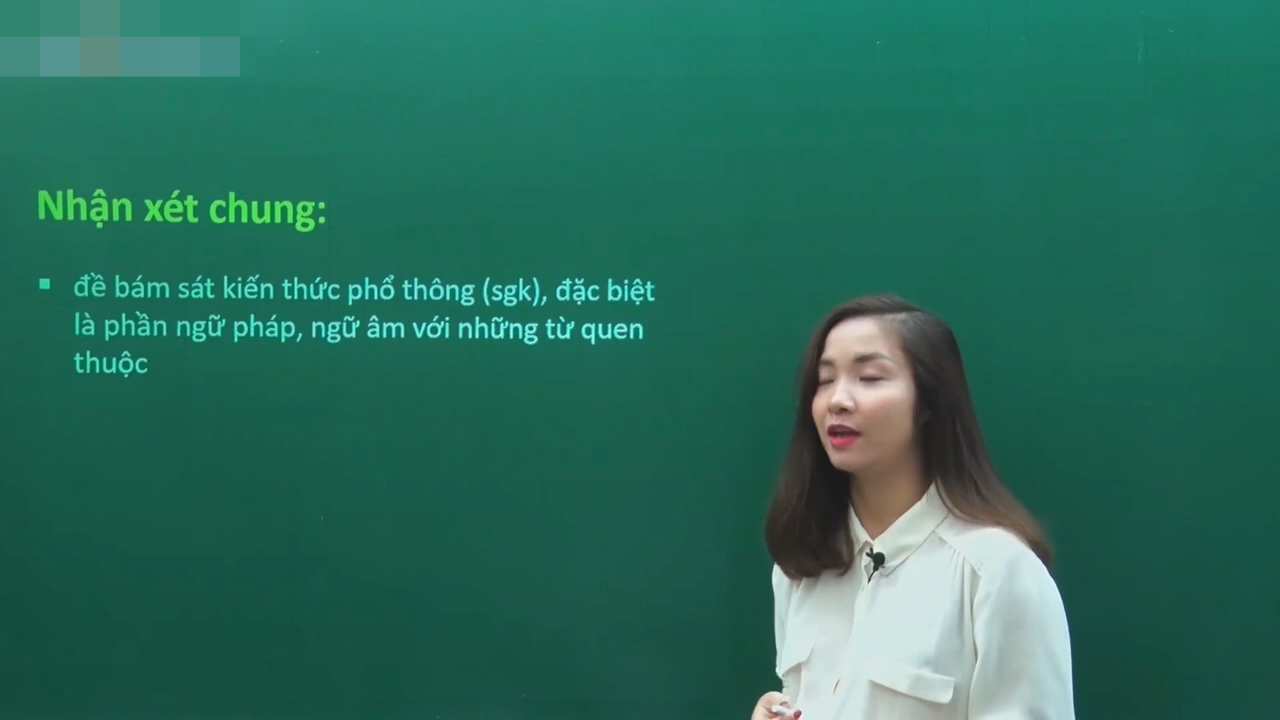 Nhận xét chung:
▪ đề bám sát kiến thức phổ thông (sgk), đặc biệt
là phần ngữ pháp, ngữ âm với những từ quen
thuộc